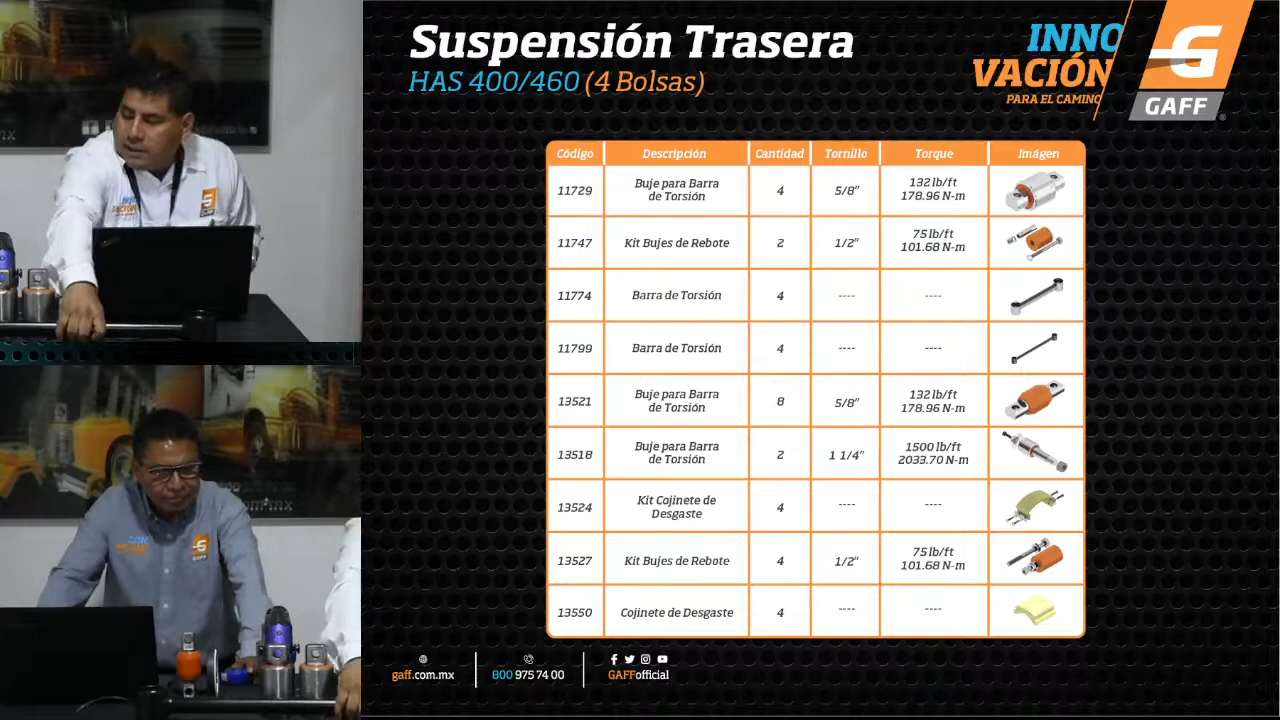 Suspensión Trasera
HAS 400/460 (4 Bolsas)
INNO
VACIÓN
PARA EL CAMINO
GAFF
Código Descripción Cantidad Tornillo Torque Imágen
11729 Buje para Barra de Torsión 4 5/8" 132 lb/ft 178.96 N-m
11747 Kit Bujes de Rebote 2 1/2" 75 lb/ft 101.68 N-m
11774 Barra de Torsión 4 ---- ----
11799 Barra de Torsión 4 ---- ----
13521 Buje para Barra de Torsión 8 5/8" 132 lb/ft 178.96 N-m
13518 Buje para Barra de Torsión 2 1 1/4" 1500 lb/ft 2033.70 N-m
13524 Kit Cojinete de Desgaste 4 ---- ----
13527 Kit Bujes de Rebote 4 1/2" 75 lb/ft 101.68 N-m
13550 Cojinete de Desgaste 4 ---- ----
gaff.com.mx
800 975 74 00
GAFFofficial
GAFF
GAFF